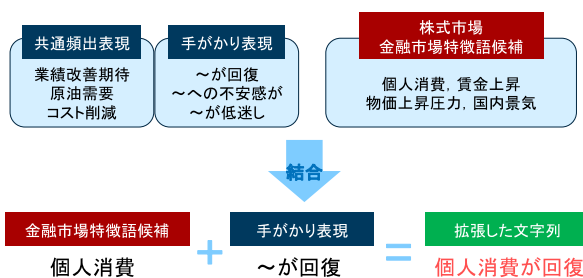 共通頻出表現
業績改善期待
原油需要
コスト削減
手がかり表現
～が回復
～への不安感が
～が低迷し
株式市場
金融市場特徴語候補
個人消費, 賃金上昇
物価上昇圧力, 国内景気
結合
金融市場特徴語候補
個人消費
+
手がかり表現
～が回復
=
拡張した文字列
個人消費が回復